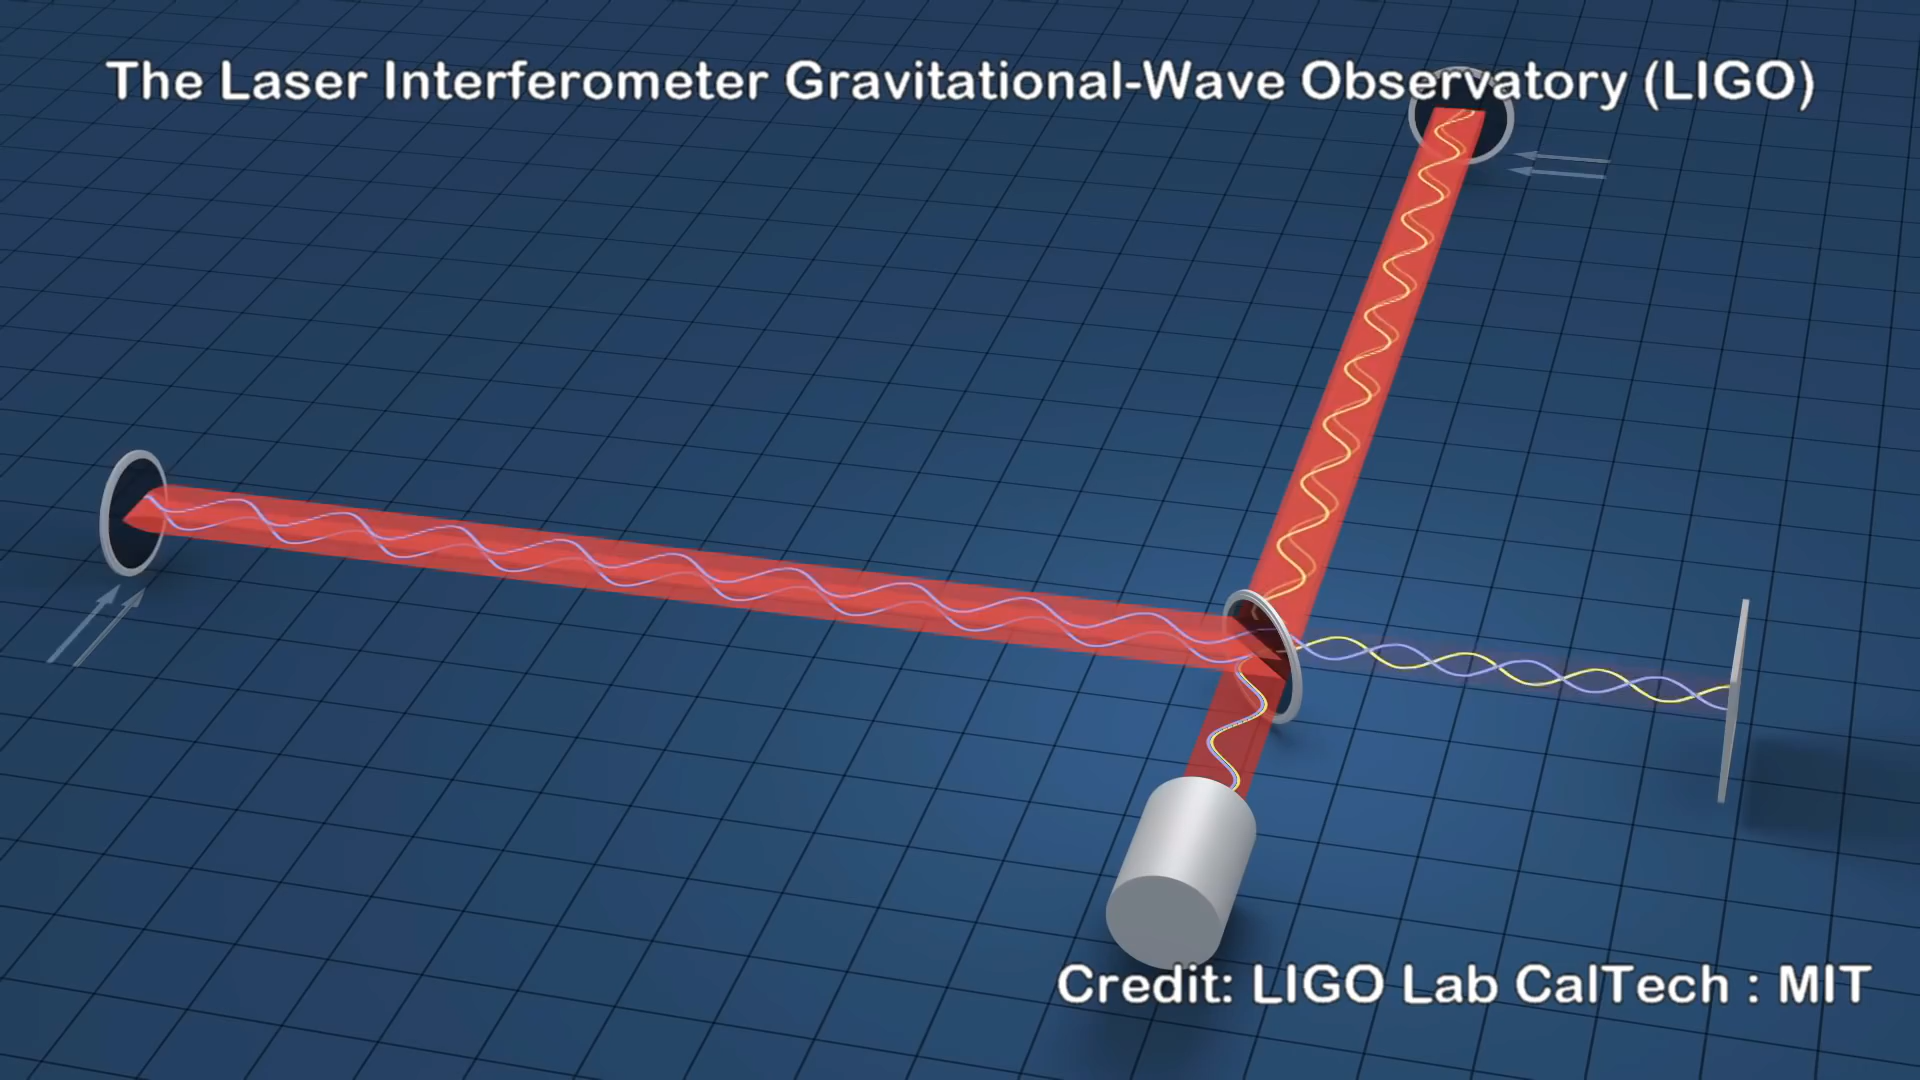 The Laser Interferometer Gravitational-Wave Observatory (LIGO)
Credit: LIGO Lab CalTech : MIT